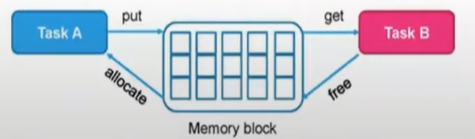 put
get
Task A
Task B
allocate
free
Memory block